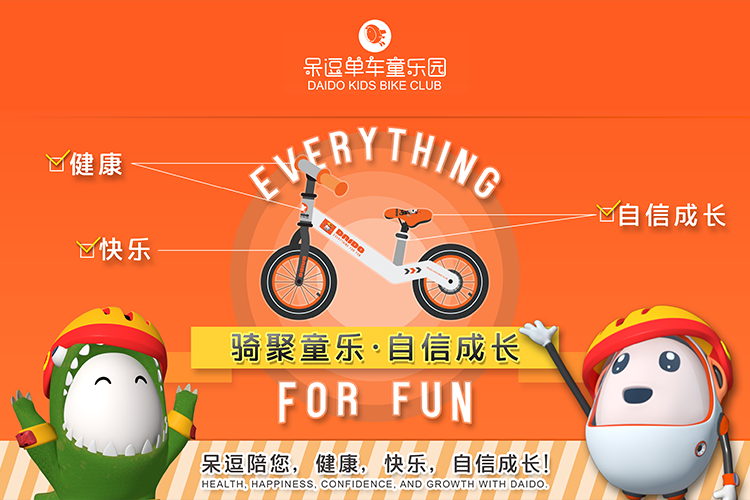 呆逗单车童乐园
DAIDO KIDS BIKE CLUB
EVERYTHING
健康
快乐
自信成长
DAIDO
骑聚童乐·自信成长
FOR FUN
呆逗陪您，健康，快乐，自信成长!
HEALTH, HAPPINESS, CONFIDENCE, AND GROWTH WITH DAIDO.